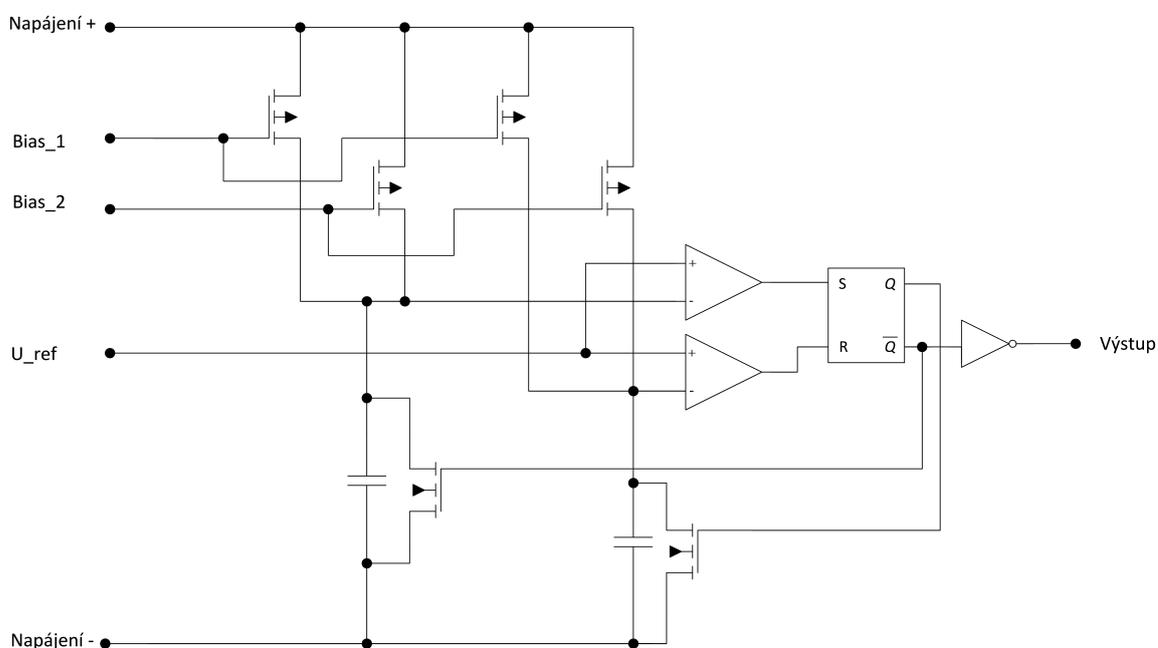 Napájení +
Bias_1
Bias_2
+
-
S Q
U_ref
+
R Q̅
Výstup
-
Napájení -